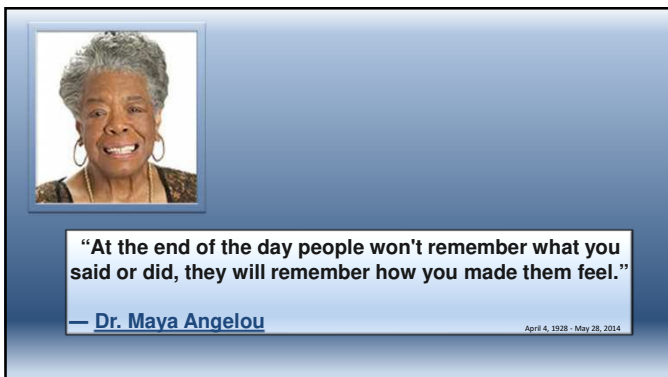 “At the end of the day people won't remember what you
said or did, they will remember how you made them feel.”
— Dr. Maya Angelou
April 4, 1928 - May 28, 2014